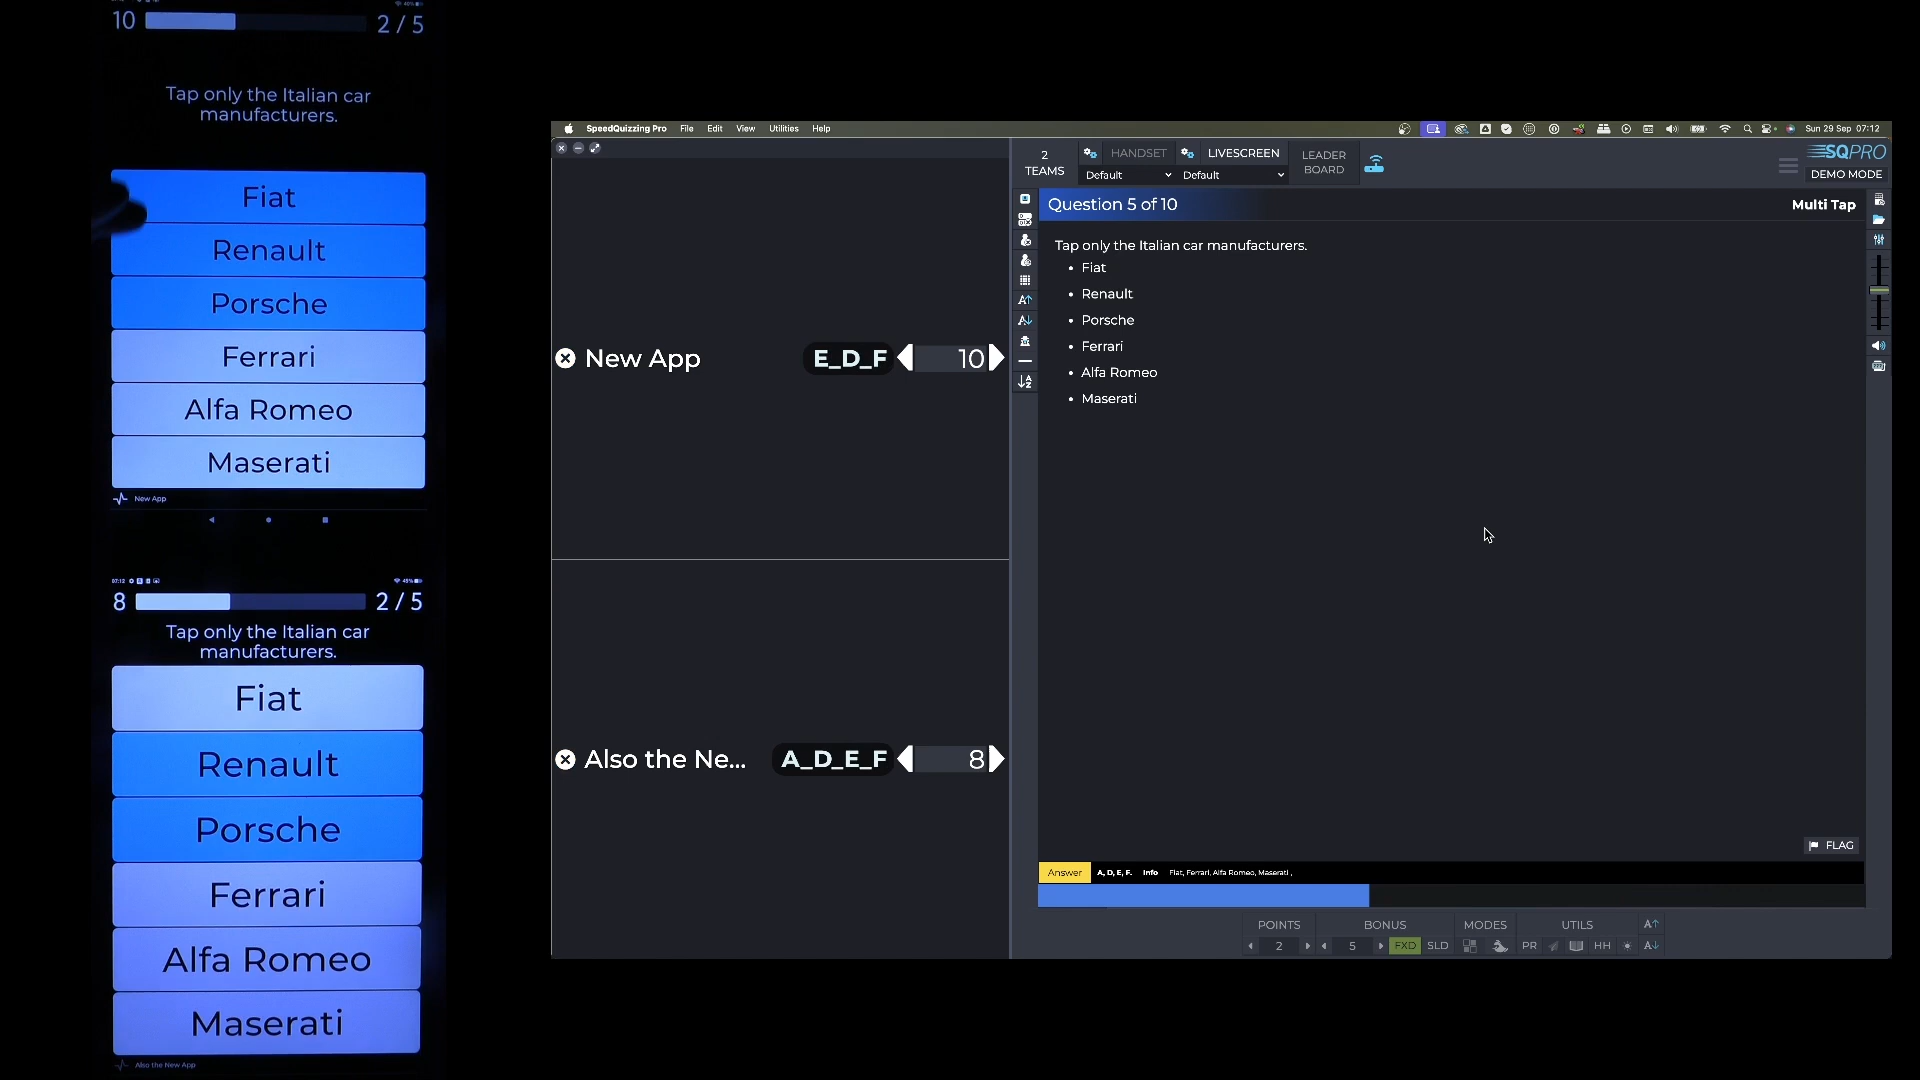 10
2 / 5
Tap only the Italian car
manufacturers.
Fiat
Renault
Porsche
Ferrari
Alfa Romeo
Maserati
New App
07:12
8
2 / 5
Tap only the Italian car
manufacturers.
Fiat
Renault
Porsche
Ferrari
Alfa Romeo
Maserati
Also the New App
SpeedQuizzing Pro File Edit View Utilities Help
Sun 29 Sep 07:12
New App E_D_F 10
Also the Ne... A_D_E_F 8
2
TEAMS
HANDSET
Default
LIVESCREEN
Default
LEADER
BOARD
SQPRO
DEMO MODE
Question 5 of 10
Multi Tap
Tap only the Italian car manufacturers.
• Fiat
• Renault
• Porsche
• Ferrari
• Alfa Romeo
• Maserati
FLAG
Answer A, D, E, F. Info Fiat, Ferrari, Alfa Romeo, Maserati ,
POINTS BONUS MODES UTILS
2 5 FXD SLD PR HH